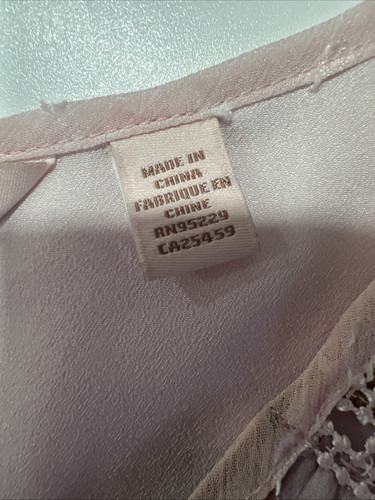 MADE IN
CHINA
FABRIQUE EN
CHINE
RN95229
CA25459